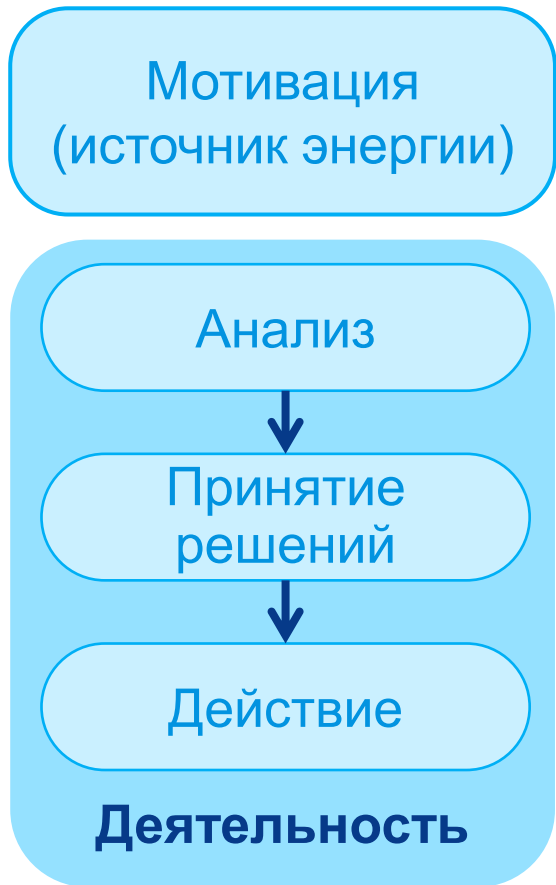 Мотивация
(источник энергии)
Анализ
Принятие
решений
Действие
Деятельность